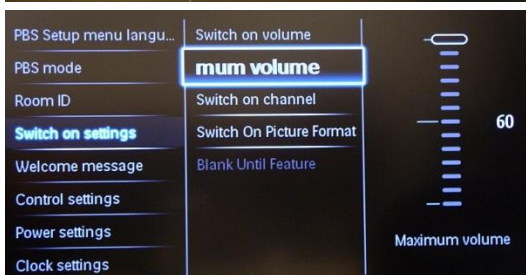 PBS Setup menu langu...
PBS mode
Room ID
Switch on settings
Welcome message
Control settings
Power settings
Clock settings
Switch on volume
mum volume
Switch on channel
Switch On Picture Format
Blank Until Feature
60
Maximum volume